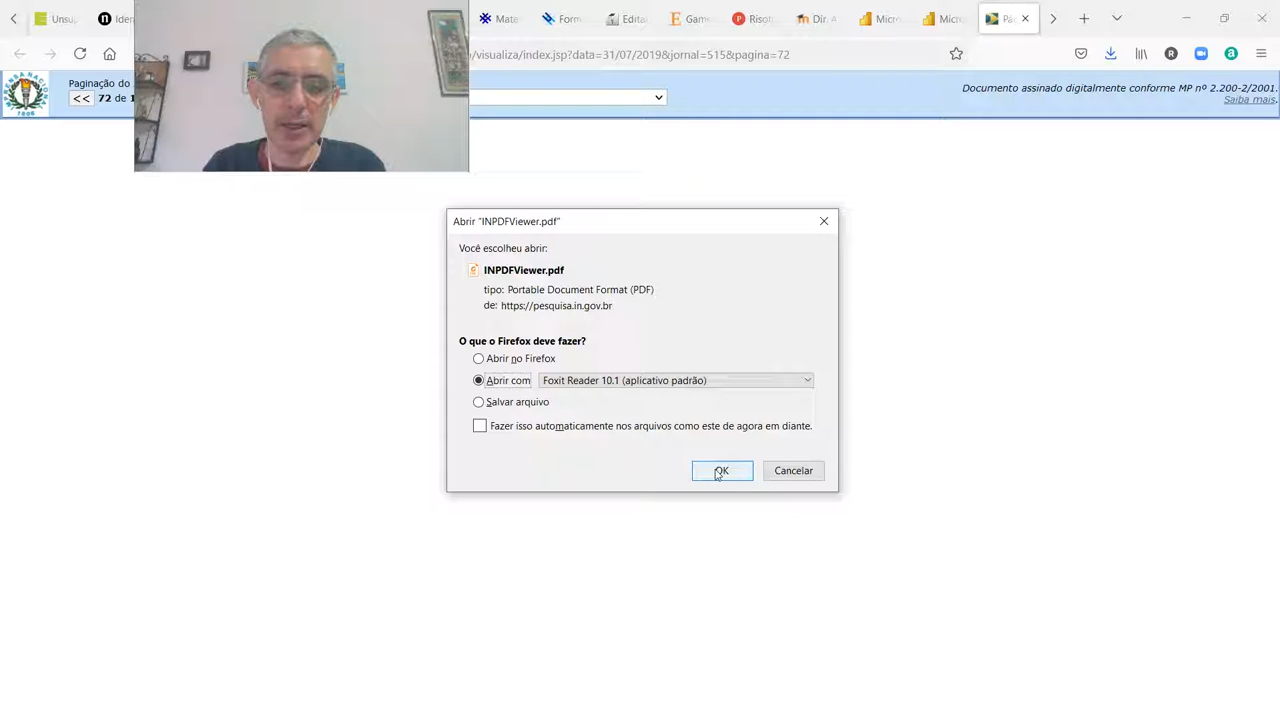 Unsu
Iden
Mate
Form
Edita
Gam
Risot
Dir. A
Micro
Micro
Pá
/visualiza/index.jsp?data=31/07/2019&jornal=515&pagina=72
Paginação do
<< 72 de 1
Documento assinado digitalmente conforme MP nº 2.200-2/2001.
Saiba mais.
Abrir "INPDFViewer.pdf"
Você escolheu abrir:
INPDFViewer.pdf
tipo: Portable Document Format (PDF)
de: https://pesquisa.in.gov.br
O que o Firefox deve fazer?
Abrir no Firefox
Abrir com Foxit Reader 10.1 (aplicativo padrão)
Salvar arquivo
Fazer isso automaticamente nos arquivos como este de agora em diante.
OK Cancelar